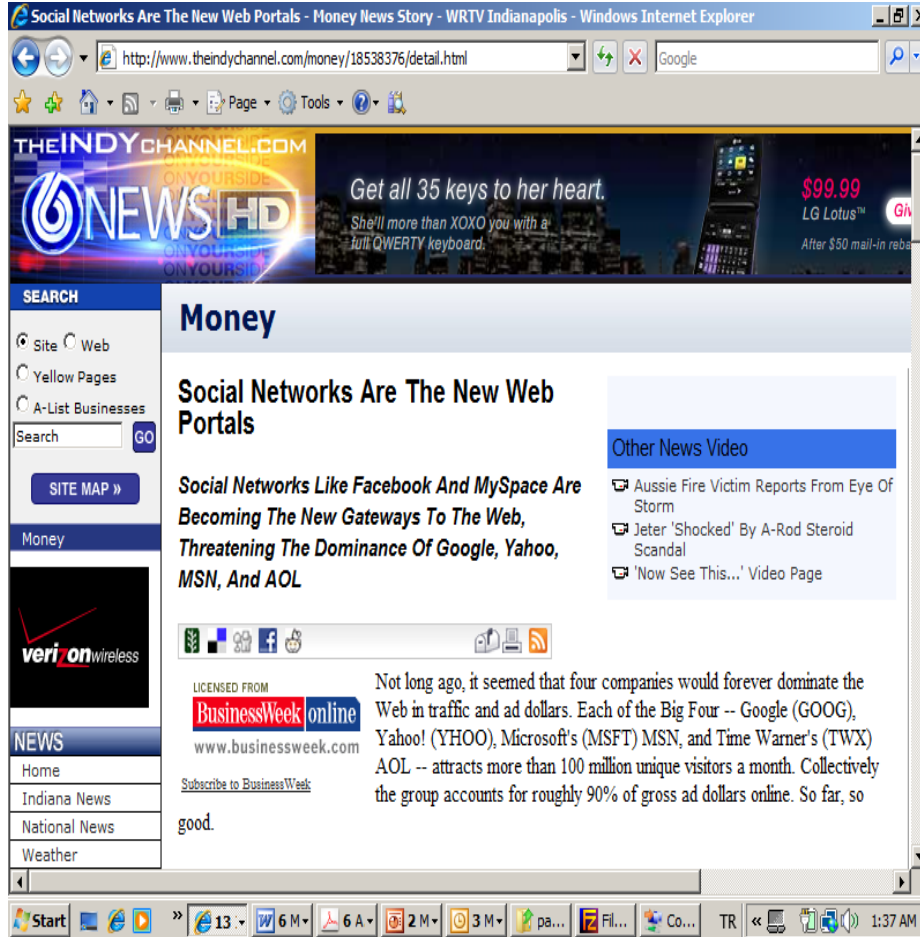 Social Networks Are The New Web Portals - Money News Story - WRTV Indianapolis - Windows Internet Explorer
http://www.theindychannel.com/money/18538376/detail.html
Google
Page
Tools
THEINDYCHANNEL.COM
6NEWS HD
ONYOURSIDE
ONYOURSIDE
ONYOURSIDE
ONYOURSIDE
Get all 35 keys to her heart.
She'll more than XOXO you with a
full QWERTY keyboard.
$99.99
LG Lotus™
After $50 mail-in reba
Giv
SEARCH
Site
Web
Yellow Pages
A-List Businesses
Search
GO
SITE MAP »
Money
verizonwireless
NEWS
Home
Indiana News
National News
Weather
Money
Social Networks Are The New Web
Portals
Social Networks Like Facebook And MySpace Are
Becoming The New Gateways To The Web,
Threatening The Dominance Of Google, Yahoo,
MSN, And AOL
Other News Video
Aussie Fire Victim Reports From Eye Of
Storm
Jeter 'Shocked' By A-Rod Steroid
Scandal
'Now See This...' Video Page
LICENSED FROM
BusinessWeek online
www.businessweek.com
Subscribe to BusinessWeek
Not long ago, it seemed that four companies would forever dominate the
Web in traffic and ad dollars. Each of the Big Four -- Google (GOOG),
Yahoo! (YHOO), Microsoft's (MSFT) MSN, and Time Warner's (TWX)
AOL -- attracts more than 100 million unique visitors a month. Collectively
the group accounts for roughly 90% of gross ad dollars online. So far, so
good.
Start
13
6 M
6 A
2 M
3 M
pa...
Fil...
Co...
TR
1:37 AM